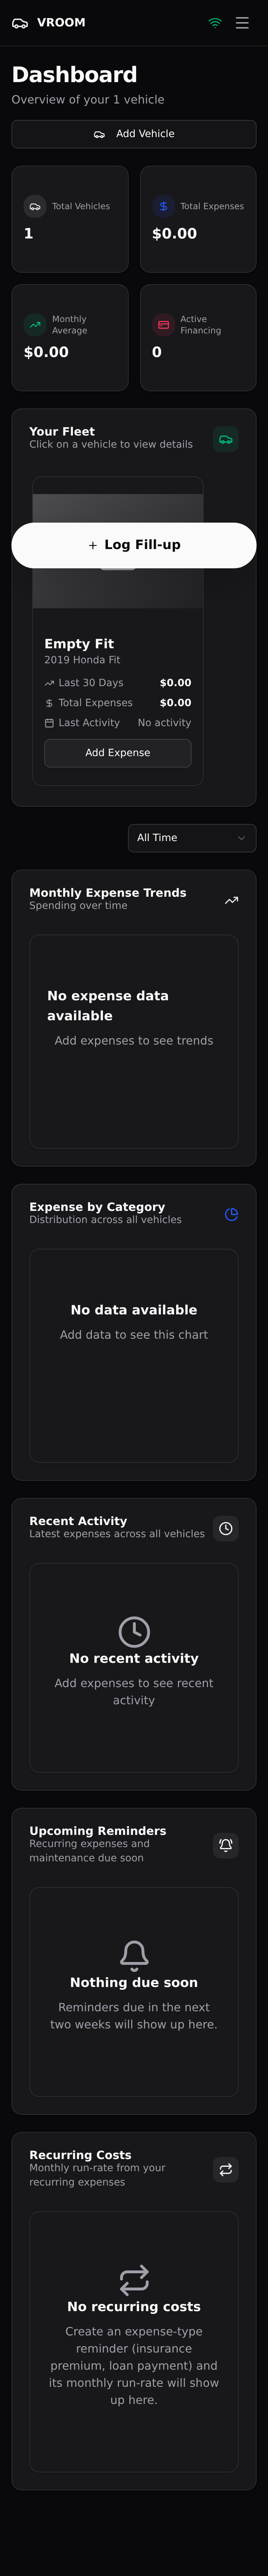 VROOM
Dashboard
Overview of your 1 vehicle
Add Vehicle
Total Vehicles
1
Total Expenses
$0.00
Monthly
Average
$0.00
Active
Financing
0
Your Fleet
Click on a vehicle to view details
+ Log Fill-up
Empty Fit
2019 Honda Fit
Last 30 Days $0.00
Total Expenses $0.00
Last Activity No activity
Add Expense
All Time
Monthly Expense Trends
Spending over time
No expense data
available
Add expenses to see trends
Expense by Category
Distribution across all vehicles
No data available
Add data to see this chart
Recent Activity
Latest expenses across all vehicles
No recent activity
Add expenses to see recent
activity
Upcoming Reminders
Recurring expenses and
maintenance due soon
Nothing due soon
Reminders due in the next
two weeks will show up here.
Recurring Costs
Monthly run-rate from your
recurring expenses
No recurring costs
Create an expense-type
reminder (insurance
premium, loan payment) and
its monthly run-rate will show
up here.